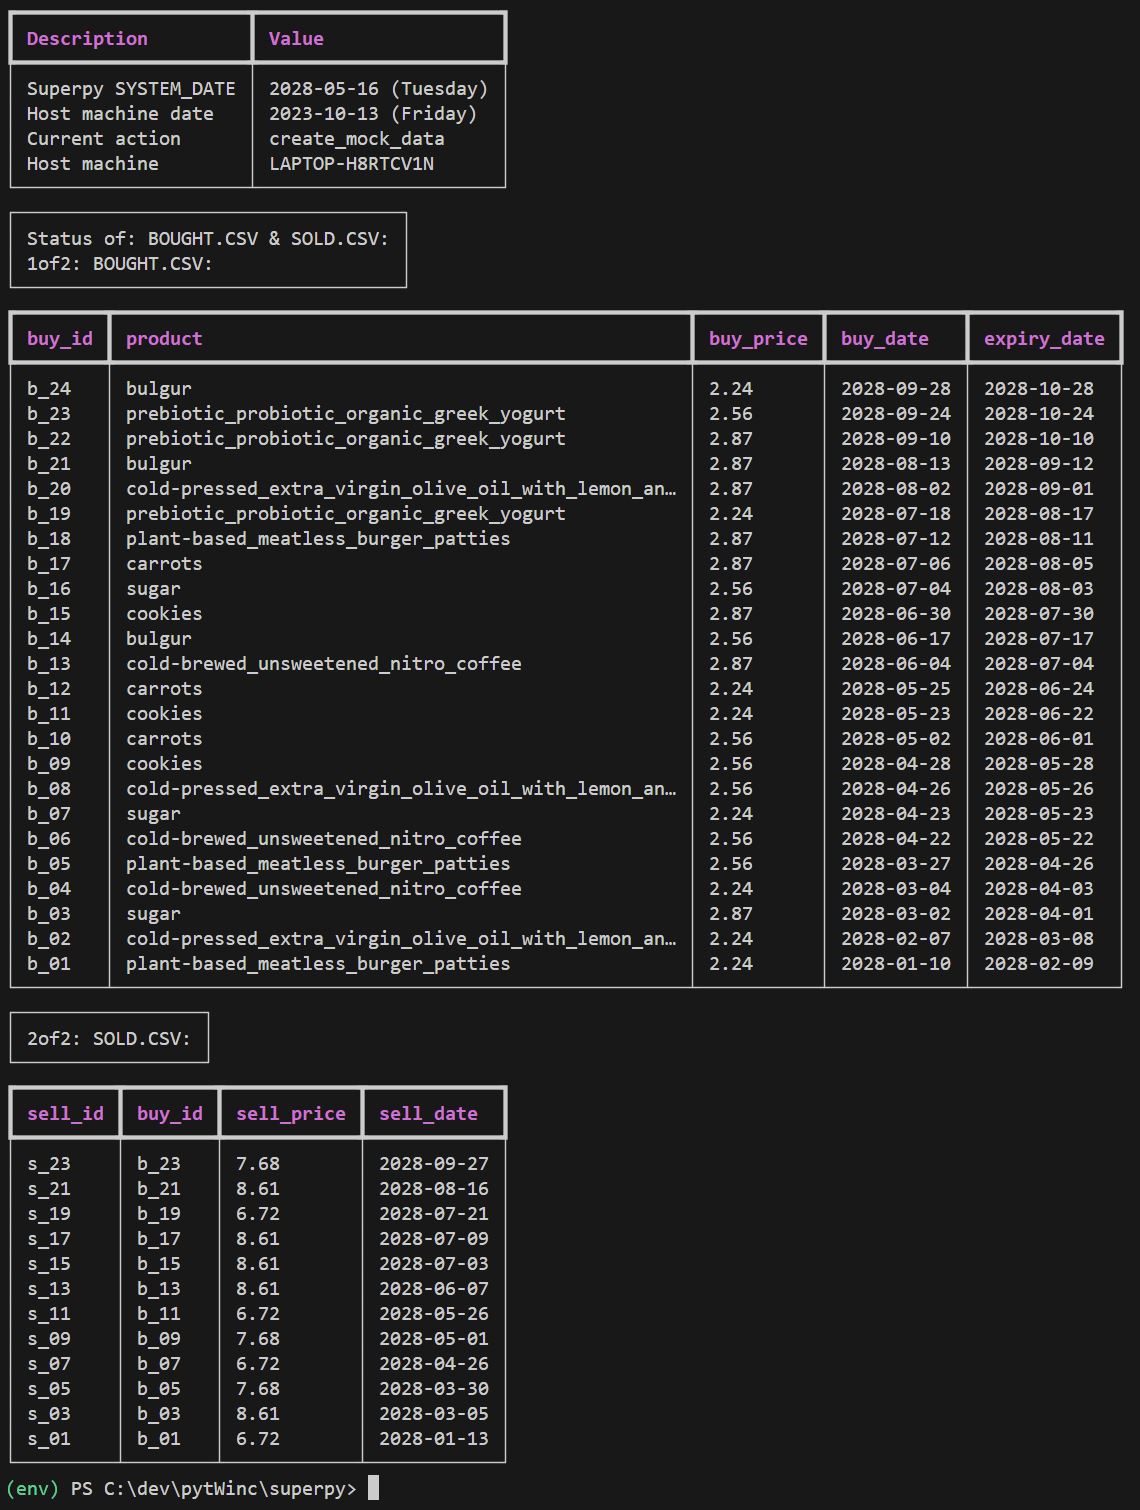 Description Value
Superpy SYSTEM_DATE 2028-05-16 (Tuesday)
Host machine date 2023-10-13 (Friday)
Current action create_mock_data
Host machine LAPTOP-H8RTCV1N
Status of: BOUGHT.CSV & SOLD.CSV:
1of2: BOUGHT.CSV:
buy_id product buy_price buy_date expiry_date
b_24 bulgur 2.24 2028-09-28 2028-10-28
b_23 prebiotic_probiotic_organic_greek_yogurt 2.56 2028-09-24 2028-10-24
b_22 prebiotic_probiotic_organic_greek_yogurt 2.87 2028-09-10 2028-10-10
b_21 bulgur 2.87 2028-08-13 2028-09-12
b_20 cold-pressed_extra_virgin_olive_oil_with_lemon_an… 2.87 2028-08-02 2028-09-01
b_19 prebiotic_probiotic_organic_greek_yogurt 2.24 2028-07-18 2028-08-17
b_18 plant-based_meatless_burger_patties 2.87 2028-07-12 2028-08-11
b_17 carrots 2.87 2028-07-06 2028-08-05
b_16 sugar 2.56 2028-07-04 2028-08-03
b_15 cookies 2.87 2028-06-30 2028-07-30
b_14 bulgur 2.56 2028-06-17 2028-07-17
b_13 cold-brewed_unsweetened_nitro_coffee 2.87 2028-06-04 2028-07-04
b_12 carrots 2.24 2028-05-25 2028-06-24
b_11 cookies 2.24 2028-05-23 2028-06-22
b_10 carrots 2.56 2028-05-02 2028-06-01
b_09 cookies 2.56 2028-04-28 2028-05-28
b_08 cold-pressed_extra_virgin_olive_oil_with_lemon_an… 2.56 2028-04-26 2028-05-26
b_07 sugar 2.24 2028-04-23 2028-05-23
b_06 cold-brewed_unsweetened_nitro_coffee 2.56 2028-04-22 2028-05-22
b_05 plant-based_meatless_burger_patties 2.56 2028-03-27 2028-04-26
b_04 cold-brewed_unsweetened_nitro_coffee 2.24 2028-03-04 2028-04-03
b_03 sugar 2.87 2028-03-02 2028-04-01
b_02 cold-pressed_extra_virgin_olive_oil_with_lemon_an… 2.24 2028-02-07 2028-03-08
b_01 plant-based_meatless_burger_patties 2.24 2028-01-10 2028-02-09
2of2: SOLD.CSV:
sell_id buy_id sell_price sell_date
s_23 b_23 7.68 2028-09-27
s_21 b_21 8.61 2028-08-16
s_19 b_19 6.72 2028-07-21
s_17 b_17 8.61 2028-07-09
s_15 b_15 8.61 2028-07-03
s_13 b_13 8.61 2028-06-07
s_11 b_11 6.72 2028-05-26
s_09 b_09 7.68 2028-05-01
s_07 b_07 6.72 2028-04-26
s_05 b_05 7.68 2028-03-30
s_03 b_03 8.61 2028-03-05
s_01 b_01 6.72 2028-01-13
(env) PS C:\dev\pytWinc\superpy>